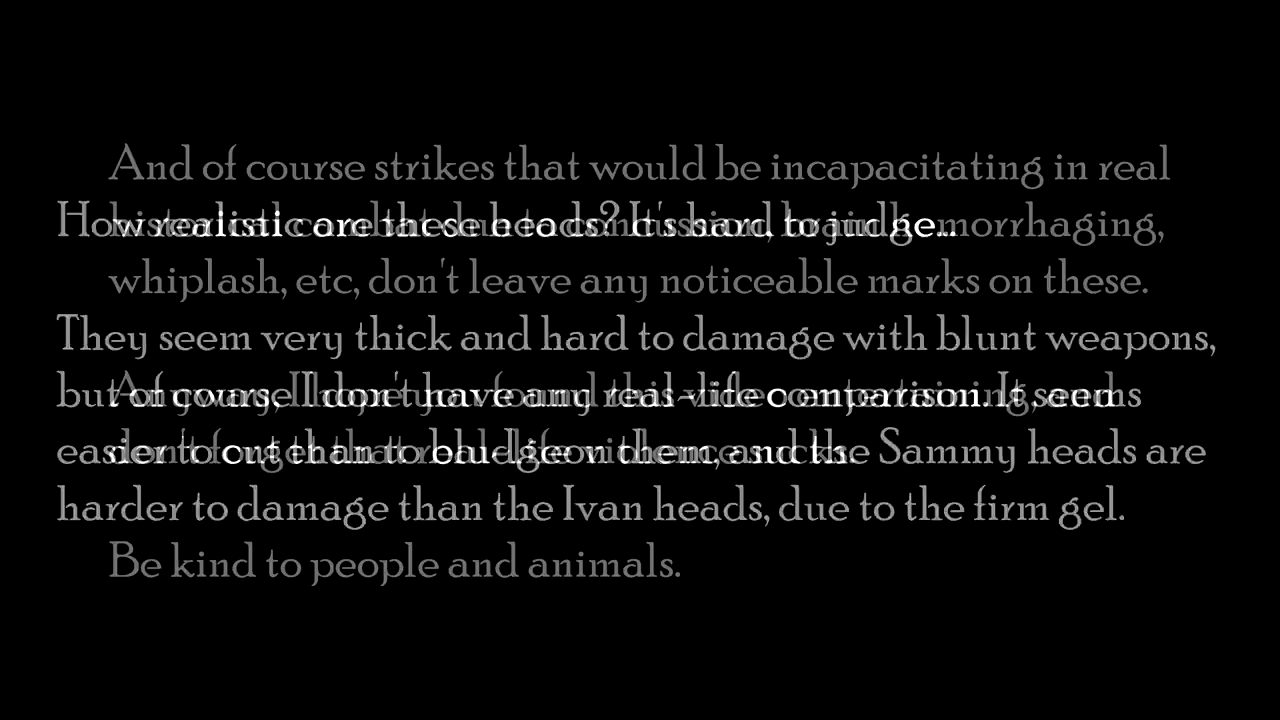 And of course strikes that would be incapacitating in real
How realistic are these heads? It's hard to judge...
hemorrhaging,
whiplash, etc, don't leave any noticeable marks on these.
They seem very thick and hard to damage with blunt weapons,
but of course I don't have any real-life comparison. It seems
easier to cut than to bludgeon them, and the Sammy heads are
harder to damage than the Ivan heads, due to the firm gel.
Be kind to people and animals.